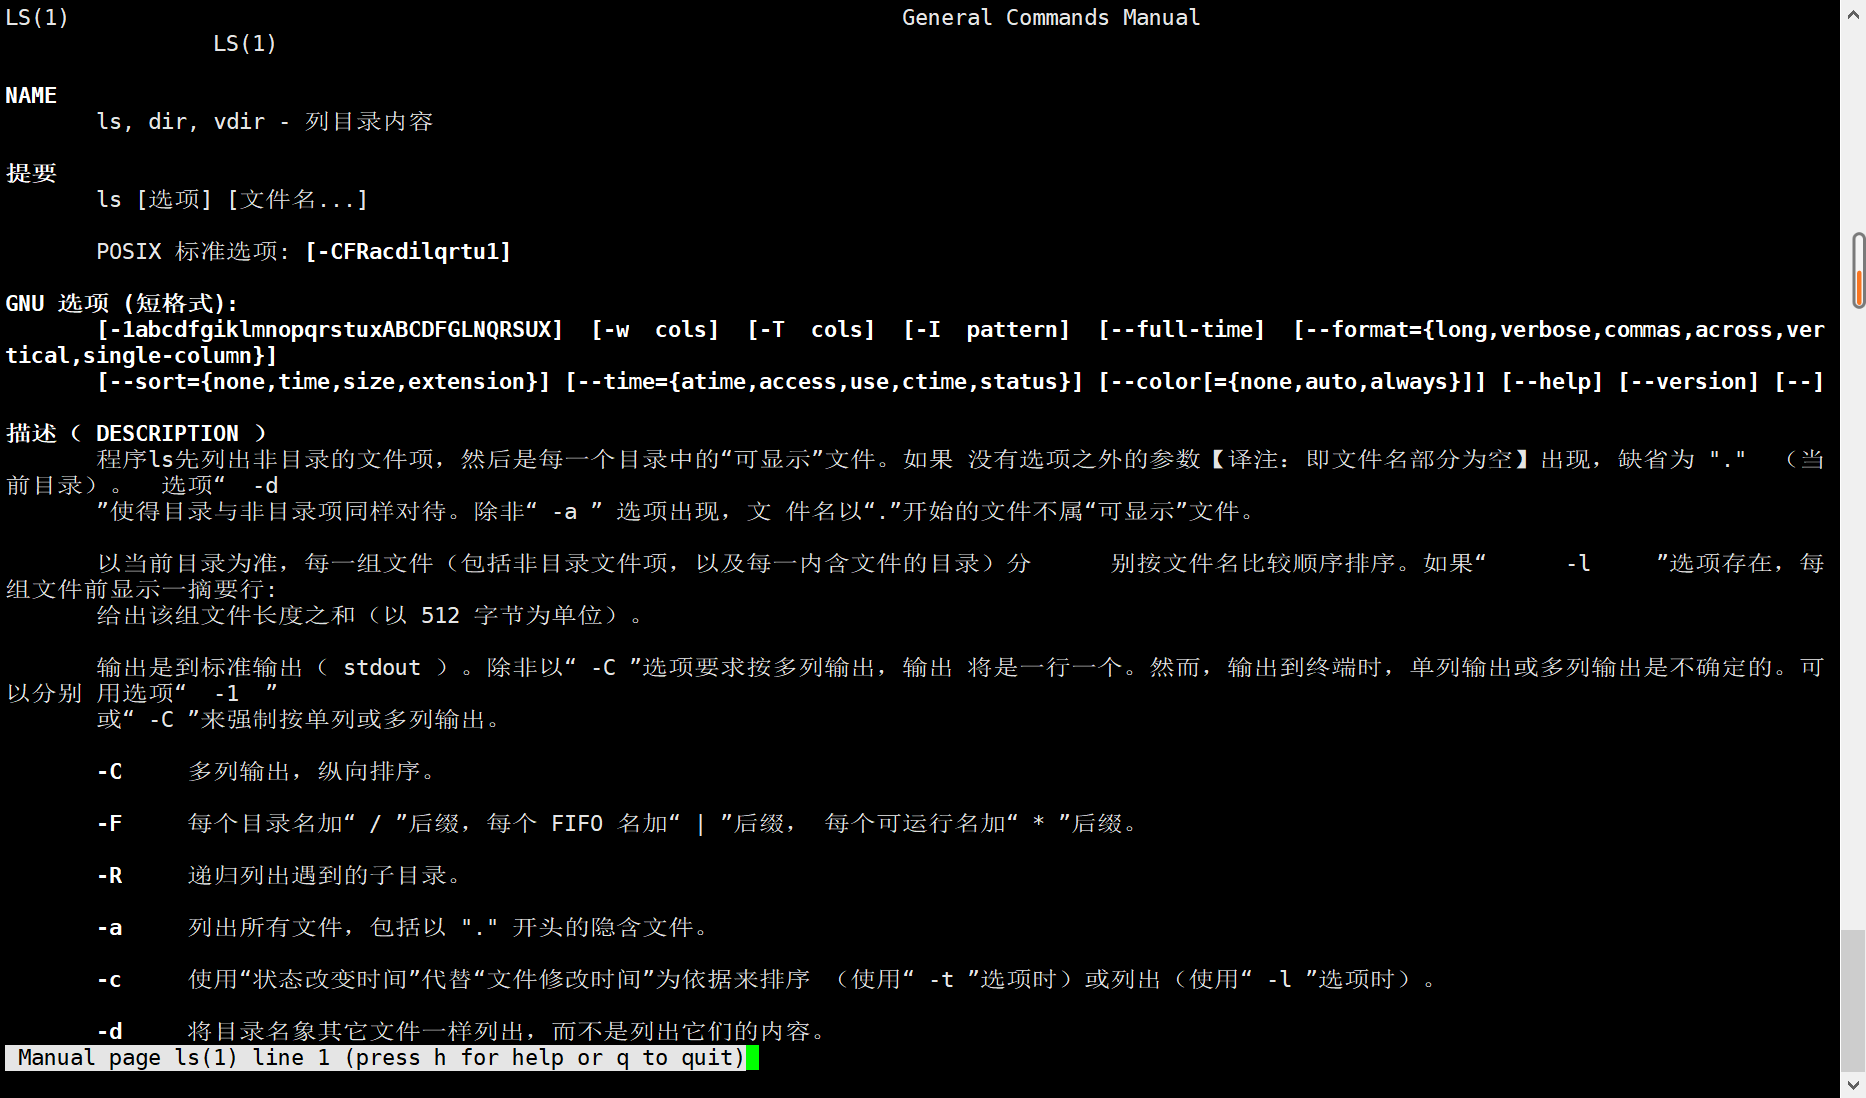 LS(1) General Commands Manual
LS(1)
NAME
ls, dir, vdir - 列目录内容
提要
ls [选项] [文件名...]
POSIX 标准选项: [-CFRacdilqrtu1]
GNU 选项 (短格式):
[-1abcdfgiklmnopqrstuxABCDFGLNQRSUX] [-w cols] [-T cols] [-I pattern] [--full-time] [--format={long,verbose,commas,across,ver
tical,single-column}]
[--sort={none,time,size,extension}] [--time={atime,access,use,ctime,status}] [--color[={none,auto,always}]] [--help] [--version] [--]
描述（ DESCRIPTION ）
程序ls先列出非目录的文件项，然后是每一个目录中的“可显示”文件。如果 没有选项之外的参数【译注：即文件名部分为空】出现，缺省为 "." （当
前目录）。 选项“ -d
”使得目录与非目录项同样对待。除非“ -a ” 选项出现，文 件名以“.”开始的文件不属“可显示”文件。
以当前目录为准，每一组文件（包括非目录文件项，以及每一内含文件的目录）分 别按文件名比较顺序排序。如果“ -l ”选项存在，每
组文件前显示一摘要行:
给出该组文件长度之和（以 512 字节为单位）。
输出是到标准输出（ stdout ）。除非以“ -C ”选项要求按多列输出，输出 将是一行一个。然而，输出到终端时，单列输出或多列输出是不确定的。可
以分别 用选项“ -1 ”
或“ -C ”来强制按单列或多列输出。
-C 多列输出，纵向排序。
-F 每个目录名加“ / ”后缀，每个 FIFO 名加“ | ”后缀， 每个可运行名加“ * ”后缀。
-R 递归列出遇到的子目录。
-a 列出所有文件，包括以 "." 开头的隐含文件。
-c 使用“状态改变时间”代替“文件修改时间”为依据来排序 （使用“ -t ”选项时）或列出（使用“ -l ”选项时）。
-d 将目录名象其它文件一样列出，而不是列出它们的内容。
Manual page ls(1) line 1 (press h for help or q to quit)